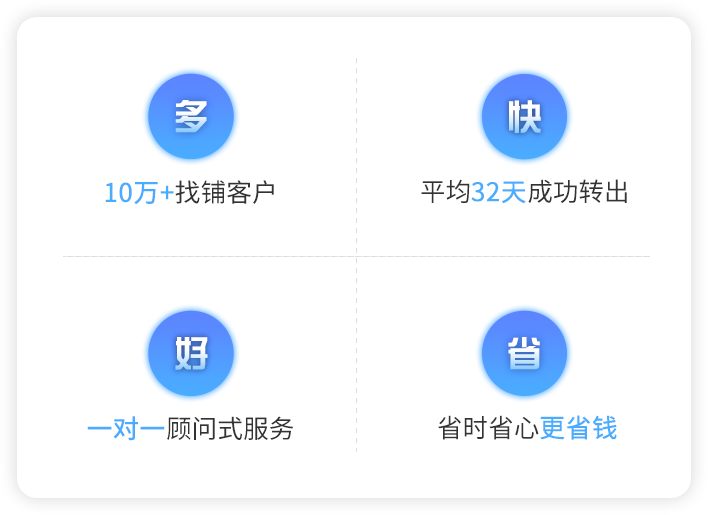 多
10万+找铺客户
快
平均32天成功转出
好
一对一顾问式服务
省
省时省心更省钱